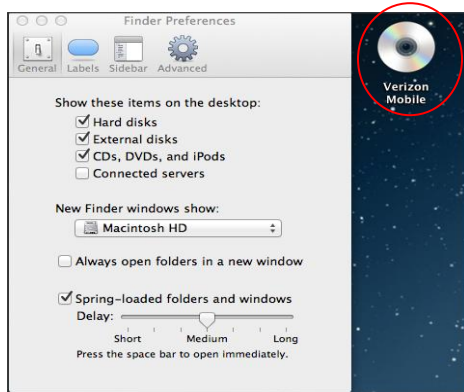 Finder Preferences
General Labels Sidebar Advanced
Verizon
Mobile
Show these items on the desktop:
Hard disks
External disks
CDs, DVDs, and iPods
Connected servers
New Finder windows show:
Macintosh HD
Always open folders in a new window
Spring-loaded folders and windows
Delay:
Short Medium Long
Press the space bar to open immediately.